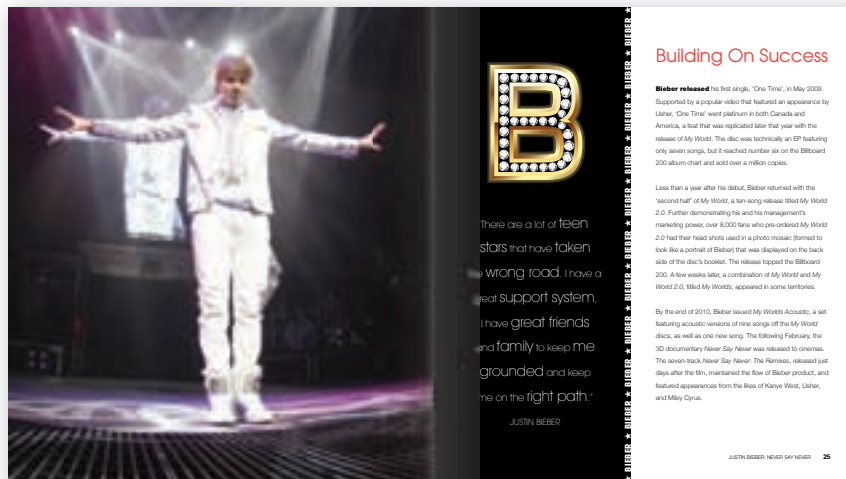 B
"There are a lot of teen
stars that have taken
wrong road. I have a
great support system,
I have great friends
and family to keep me
grounded and keep
me on the right path."
JUSTIN BIEBER
BIEBER ★ BIEBER ★ BIEBER ★ BIEBER ★ BIEBER ★ BIEBER ★ BIEBER ★ BIEBER ★ BIEBER ★ BIEBER ★ BIEBER
Building On Success
Bieber released his first single, ‘One Time’, in May 2009.
Supported by a popular video that featured an appearance by
Usher, ‘One Time’ went platinum in both Canada and
America, a feat that was replicated later that year with the
release of My World. The disc was technically an EP featuring
only seven songs, but it reached number six on the Billboard
200 album chart and sold over a million copies.
Less than a year after his debut, Bieber returned with the
‘second half’ of My World, a ten-song release titled My World
2.0. Further demonstrating his and his management’s
marketing power, over 8,000 fans who pre-ordered My World
2.0 had their head shots used in a photo mosaic (formed to
look like a portrait of Bieber) that was displayed on the back
side of the disc’s booklet. The release topped the Billboard
200. A few weeks later, a combination of My World and My
World 2.0, titled My Worlds, appeared in some territories.
By the end of 2010, Bieber issued My Worlds Acoustic, a set
featuring acoustic versions of nine songs off the My World
discs, as well as one new song. The following February, the
3D documentary Never Say Never was released to cinemas.
The seven-track Never Say Never: The Remixes, released just
days after the film, maintained the flow of Bieber product, and
featured appearances from the likes of Kanye West, Usher,
and Miley Cyrus.
JUSTIN BIEBER: NEVER SAY NEVER 25